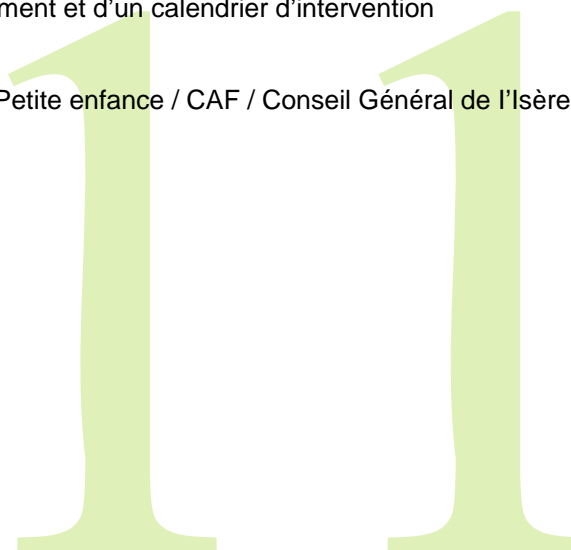 ment et d'un calendrier d'intervention
Petite enfance / CAF / Conseil Général de l'Isère
11